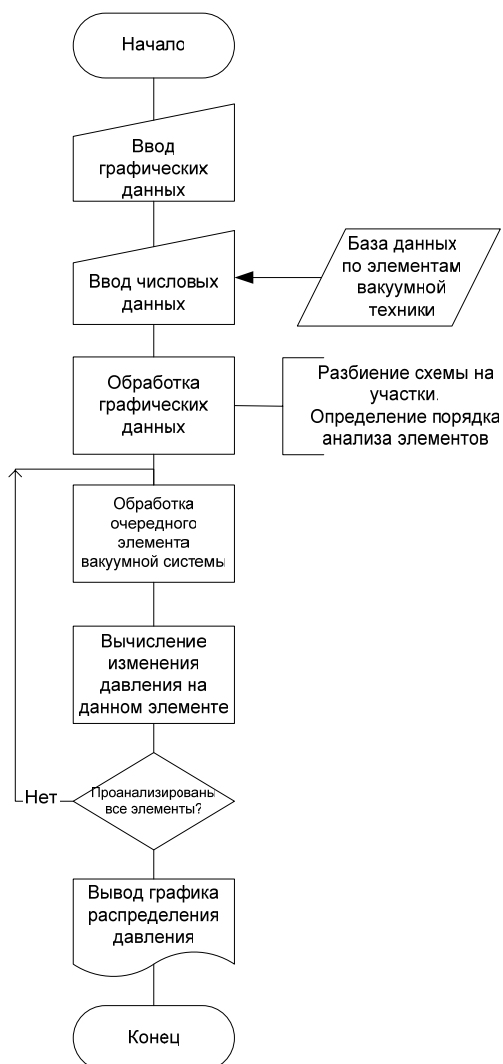 Начало
Ввод
графических
данных
Ввод числовых
данных
База данных
по элементам
вакуумной
техники
Обработка
графических
данных
Разбиение схемы на
участки.
Определение порядка
анализа элементов
Обработка
очередного
элемента
вакуумной системы
Вычисление
изменения
давления на
данном элементе
Проанализированы
все элементы?
Нет
Вывод графика
распределения
давления
Конец